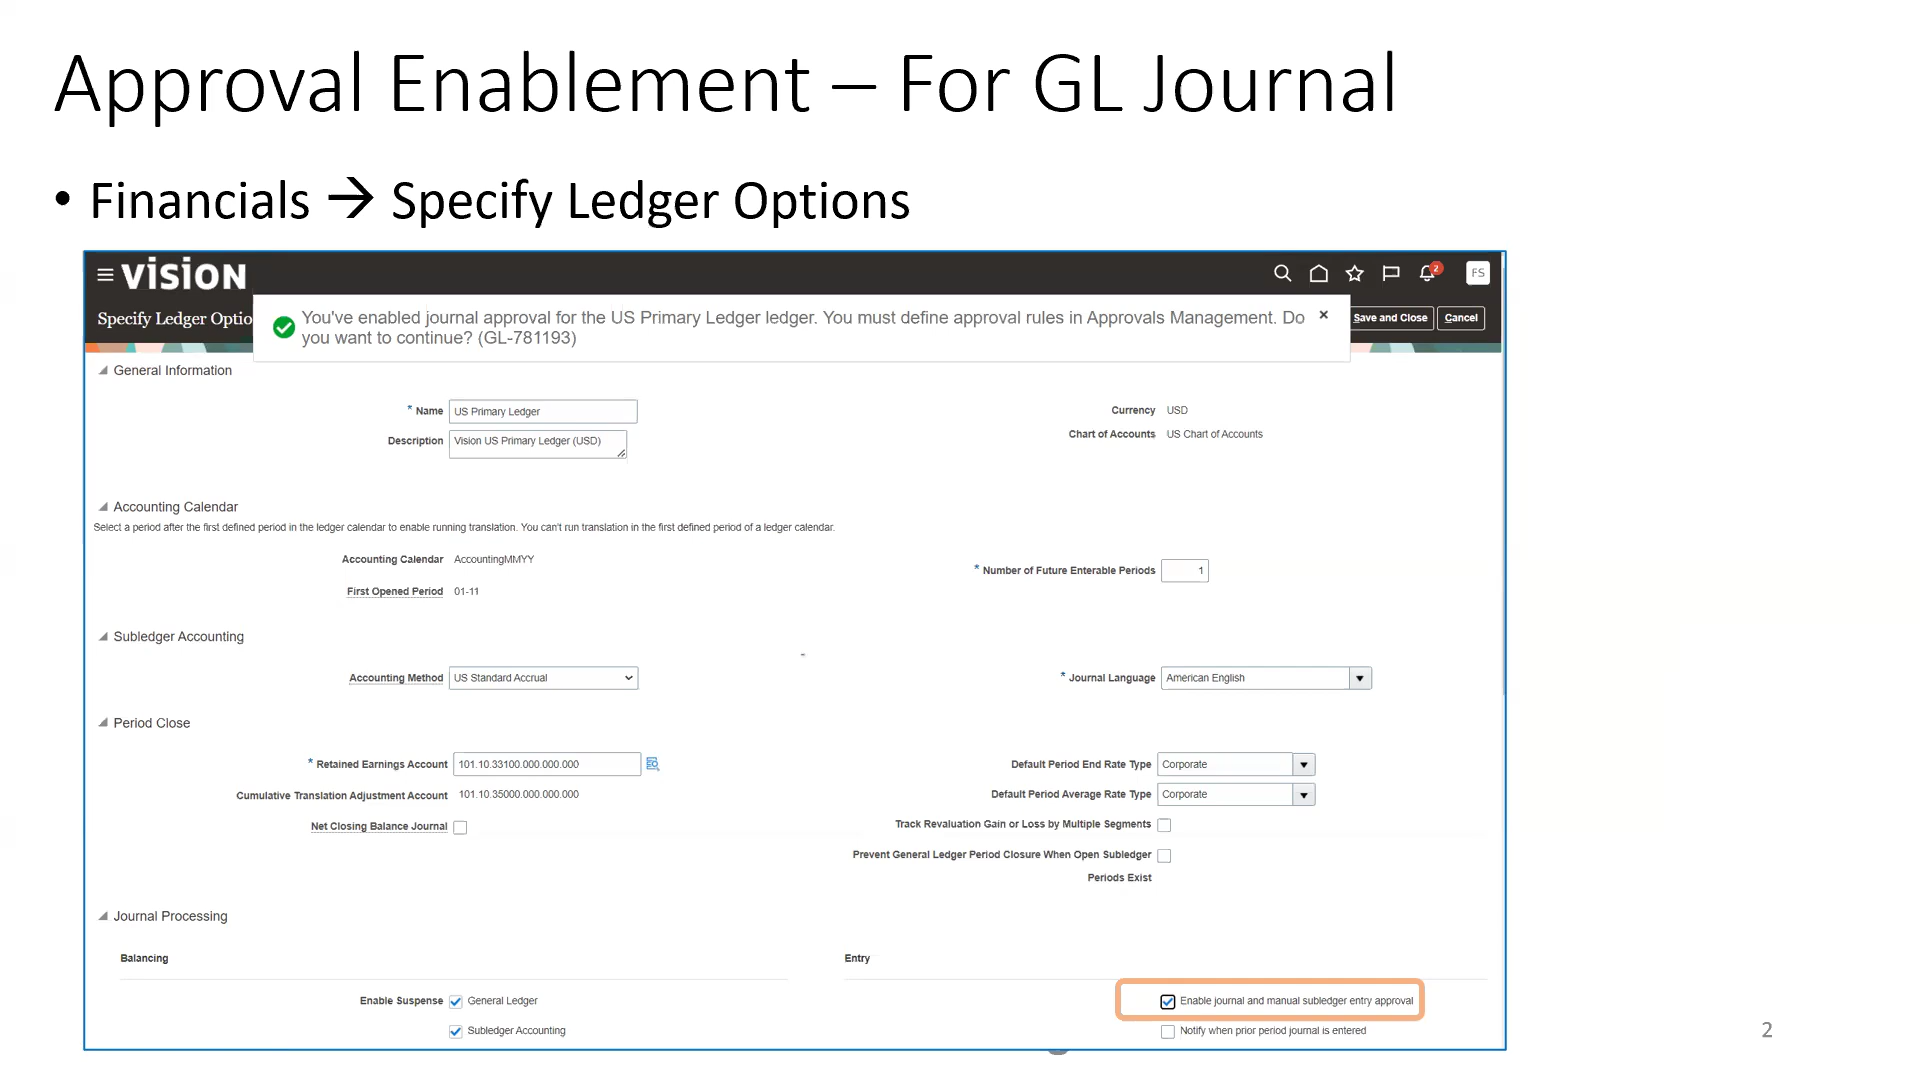 Approval Enablement – For GL Journal
• Financials → Specify Ledger Options
vision
2
FS
Specify Ledger Optio
You've enabled journal approval for the US Primary Ledger ledger. You must define approval rules in Approvals Management. Do
you want to continue? (GL-781193)
×
Save and Close
Cancel
General Information
* Name US Primary Ledger
Currency USD
Description Vision US Primary Ledger (USD)
Chart of Accounts US Chart of Accounts
Accounting Calendar
Select a period after the first defined period in the ledger calendar to enable running translation. You can't run translation in the first defined period of a ledger calendar.
Accounting Calendar AccountingMMYY
* Number of Future Enterable Periods 1
First Opened Period 01-11
Subledger Accounting
Accounting Method US Standard Accrual
* Journal Language American English
Period Close
* Retained Earnings Account 101.10.33100.000.000.000
Default Period End Rate Type Corporate
Cumulative Translation Adjustment Account 101.10.35000.000.000.000
Default Period Average Rate Type Corporate
Net Closing Balance Journal
Track Revaluation Gain or Loss by Multiple Segments
Prevent General Ledger Period Closure When Open Subledger
Periods Exist
Journal Processing
Balancing
Entry
Enable Suspense General Ledger
Enable journal and manual subledger entry approval
Subledger Accounting
Notify when prior period journal is entered
2